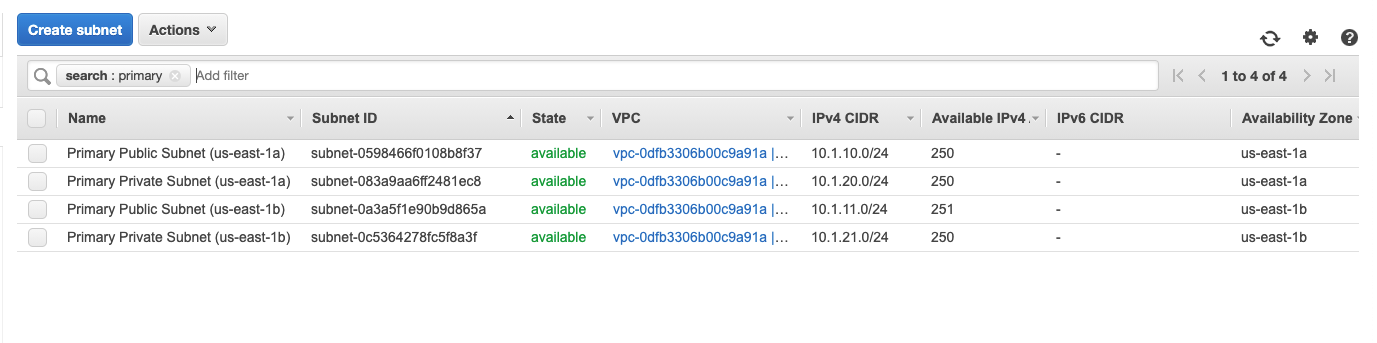 Create subnet Actions
search : primary Add filter 1 to 4 of 4
Name Subnet ID State VPC IPv4 CIDR Available IPv4 IPv6 CIDR Availability Zone
Primary Public Subnet (us-east-1a) subnet-0598466f0108b8f37 available vpc-0dfb3306b00c9a91a |... 10.1.10.0/24 250 - us-east-1a
Primary Private Subnet (us-east-1a) subnet-083a9aa6ff2481ec8 available vpc-0dfb3306b00c9a91a |... 10.1.20.0/24 250 - us-east-1a
Primary Public Subnet (us-east-1b) subnet-0a3a5f1e90b9d865a available vpc-0dfb3306b00c9a91a |... 10.1.11.0/24 251 - us-east-1b
Primary Private Subnet (us-east-1b) subnet-0c5364278fc5f8a3f available vpc-0dfb3306b00c9a91a |... 10.1.21.0/24 250 - us-east-1b